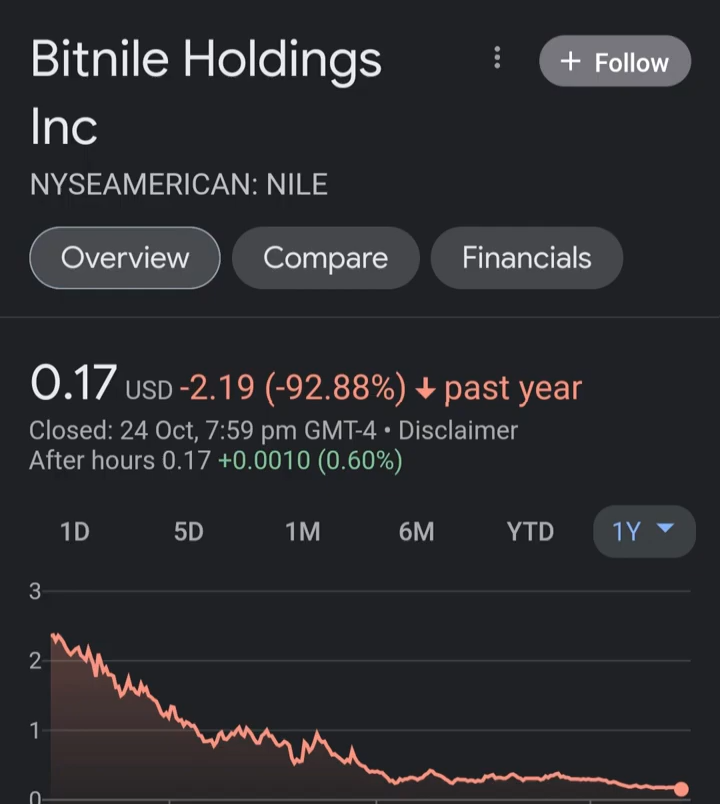 Bitnile Holdings
Inc
+ Follow
NYSEAMERICAN: NILE
Overview
Compare
Financials
0.17 USD -2.19 (-92.88%) ↓ past year
Closed: 24 Oct, 7:59 pm GMT-4 • Disclaimer
After hours 0.17 +0.0010 (0.60%)
1D 5D 1M 6M YTD 1Y
3
2
1
0